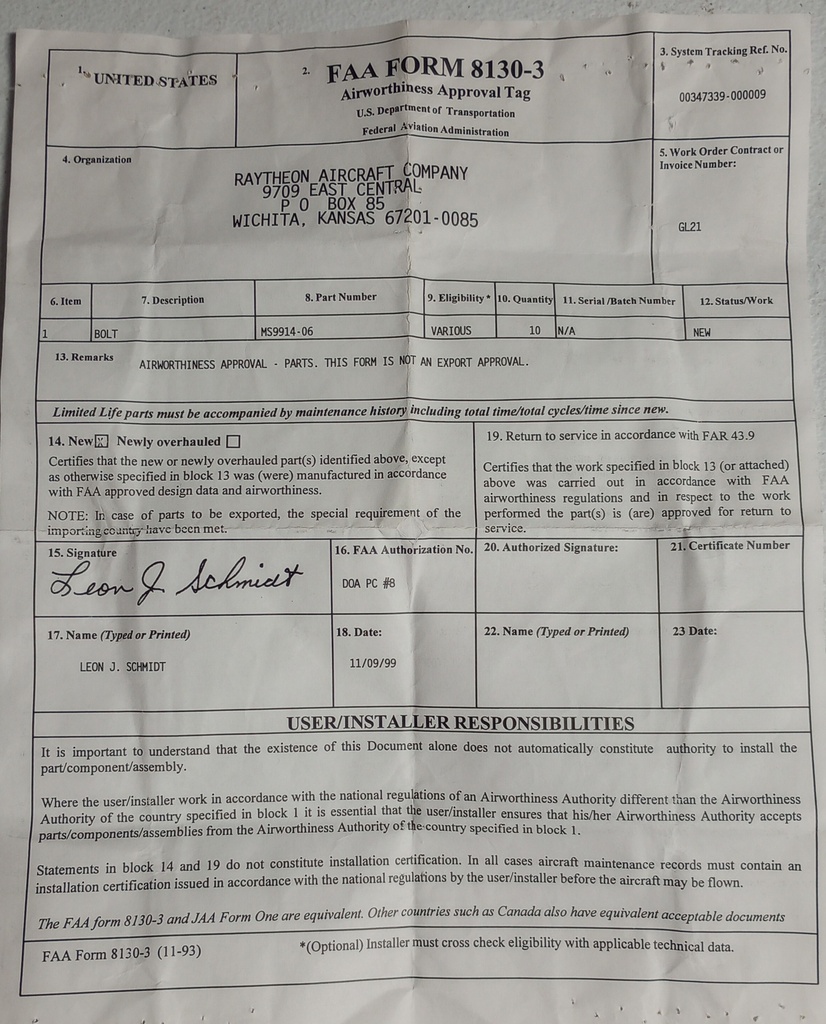 1. UNITED STATES
2. FAA FORM 8130-3
Airworthiness Approval Tag
U.S. Department of Transportation
Federal Aviation Administration
3. System Tracking Ref. No.
00347339-000009
4. Organization
RAYTHEON AIRCRAFT COMPANY
9709 EAST CENTRAL
P O BOX 85
WICHITA, KANSAS 67201-0085
5. Work Order Contract or
Invoice Number:
GL21
6. Item 7. Description 8. Part Number 9. Eligibility* 10. Quantity 11. Serial/Batch Number 12. Status/Work
1 BOLT MS9914-06 VARIOUS 10 N/A NEW
13. Remarks AIRWORTHINESS APPROVAL - PARTS. THIS FORM IS NOT AN EXPORT APPROVAL.
Limited Life parts must be accompanied by maintenance history including total time/total cycles/time since new.
14. New ☒ Newly overhauled ☐
Certifies that the new or newly overhauled part(s) identified above, except
as otherwise specified in block 13 was (were) manufactured in accordance
with FAA approved design data and airworthiness.
NOTE: In case of parts to be exported, the special requirement of the
importing country have been met.
19. Return to service in accordance with FAR 43.9
Certifies that the work specified in block 13 (or attached)
above was carried out in accordance with FAA
airworthiness regulations and in respect to the work
performed the part(s) is (are) approved for return to
service.
15. Signature
Leon J. Schmidt
16. FAA Authorization No.
DOA PC #8
20. Authorized Signature:
21. Certificate Number
17. Name (Typed or Printed)
LEON J. SCHMIDT
18. Date:
11/09/99
22. Name (Typed or Printed)
23 Date:
USER/INSTALLER RESPONSIBILITIES
It is important to understand that the existence of this Document alone does not automatically constitute authority to install the
part/component/assembly.
Where the user/installer work in accordance with the national regulations of an Airworthiness Authority different than the Airworthiness
Authority of the country specified in block 1 it is essential that the user/installer ensures that his/her Airworthiness Authority accepts
parts/components/assemblies from the Airworthiness Authority of the country specified in block 1.
Statements in block 14 and 19 do not constitute installation certification. In all cases aircraft maintenance records must contain an
installation certification issued in accordance with the national regulations by the user/installer before the aircraft may be flown.
The FAA form 8130-3 and JAA Form One are equivalent. Other countries such as Canada also have equivalent acceptable documents
FAA Form 8130-3 (11-93) *(Optional) Installer must cross check eligibility with applicable technical data.